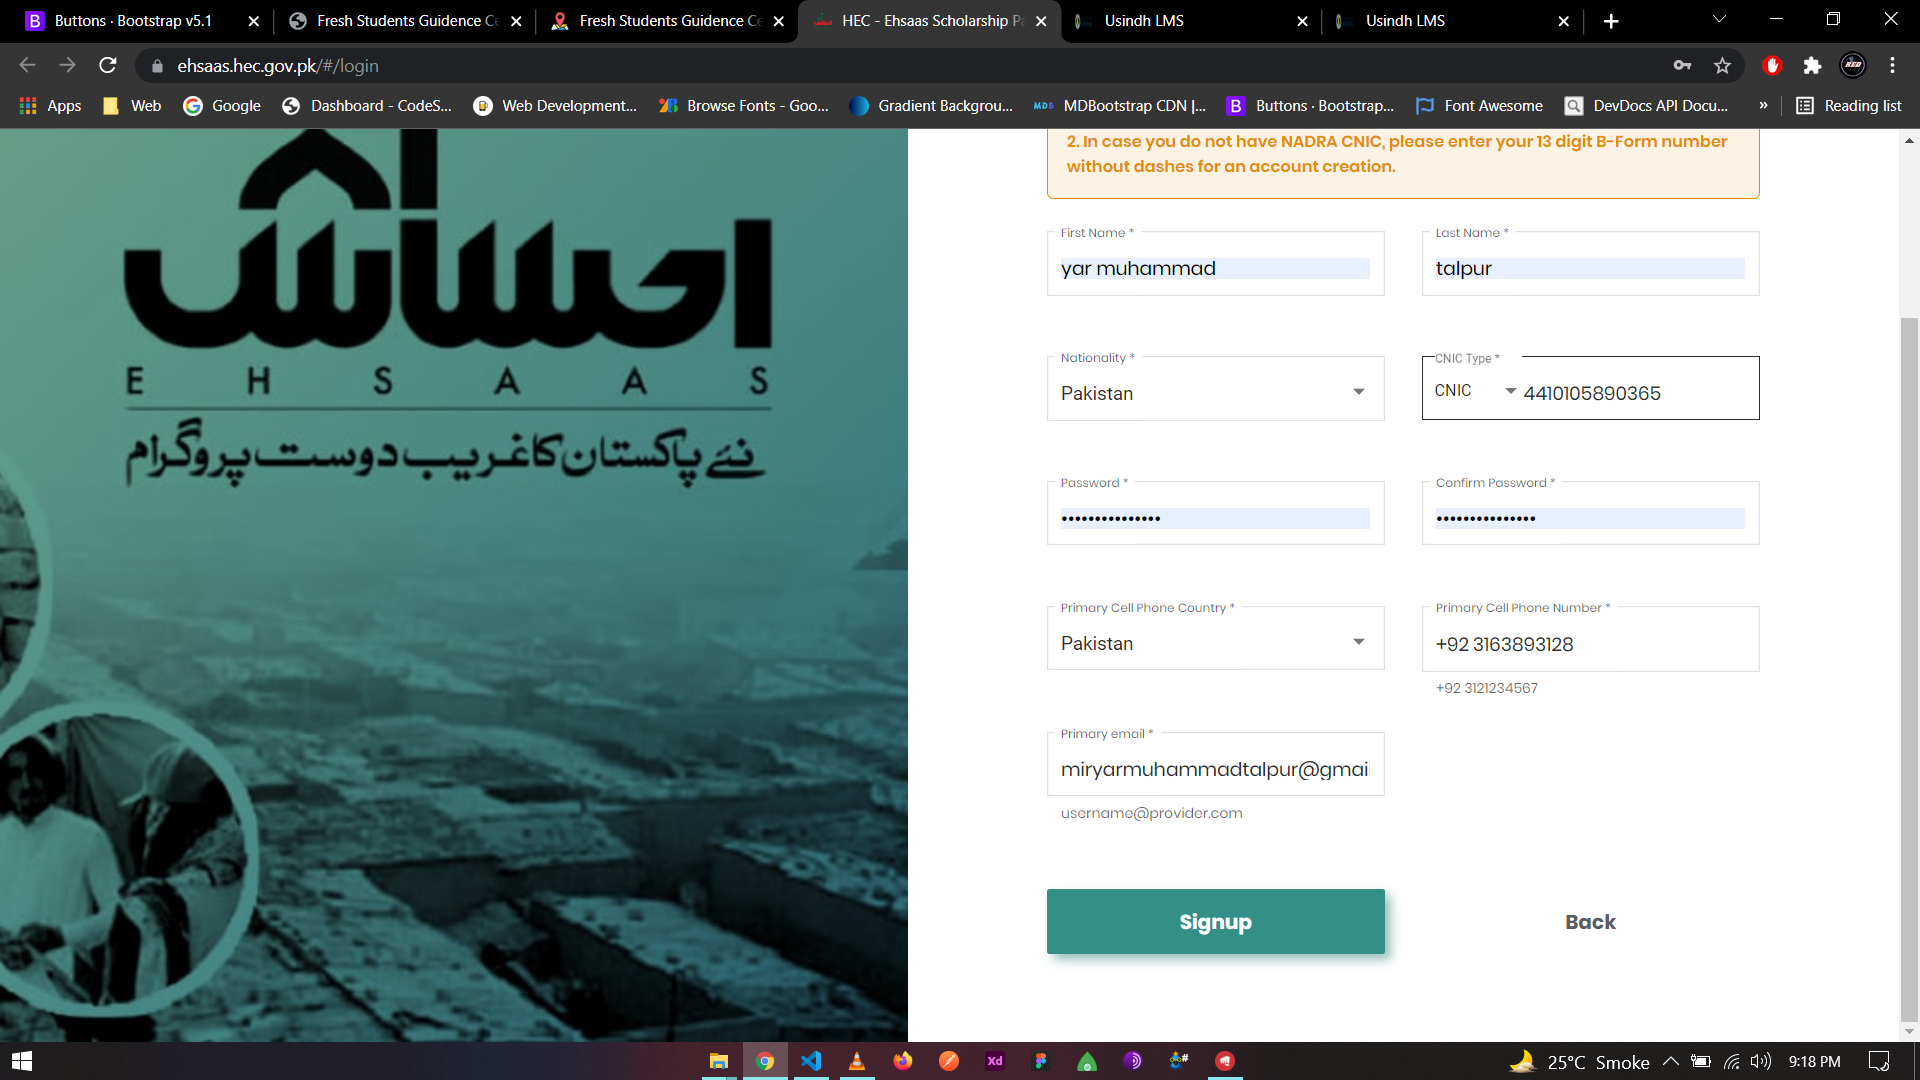 Buttons · Bootstrap v5.1
Fresh Students Guidence Ce
Fresh Students Guidence Ce
HEC - Ehsaas Scholarship Pa
Usindh LMS
Usindh LMS
ehsaas.hec.gov.pk/#/login
Apps
Web
Google
Dashboard - CodeS...
Web Development...
Browse Fonts - Goo...
Gradient Backgrou...
MDBootstrap CDN |...
Buttons · Bootstrap...
Font Awesome
DevDocs API Docu...
»
Reading list
احساس
EHSAAS
نئے پاکستان کا غریب دوست پروگرام
2. In case you do not have NADRA CNIC, please enter your 13 digit B-Form number
without dashes for an account creation.
First Name *
yar muhammad
Last Name *
talpur
Nationality *
Pakistan
CNIC Type *
CNIC
4410105890365
Password *
•••••••••••••••
Confirm Password *
•••••••••••••••
Primary Cell Phone Country *
Pakistan
Primary Cell Phone Number *
+92 3163893128
+92 3121234567
Primary email *
miryarmuhammadtalpur@gmai
username@provider.com
Signup
Back
25°C Smoke
9:18 PM